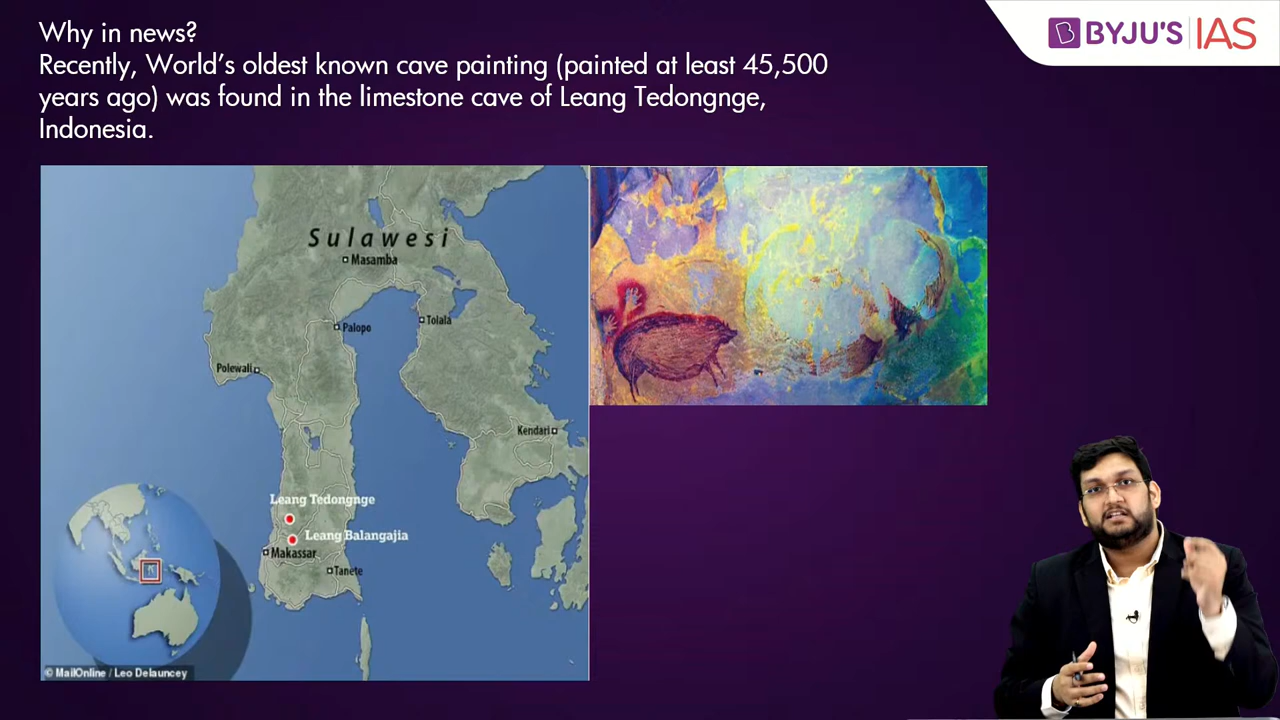 Why in news?
Recently, World's oldest known cave painting (painted at least 45,500
years ago) was found in the limestone cave of Leang Tedongnge,
Indonesia.
BYJU'S IAS
Sulawesi
Masamba
Palopo
Tolala
Polewali
Kendari
Leang Tedongnge
Leang Balangajia
Makassar
Tanete
© MailOnline / Leo Delauncey